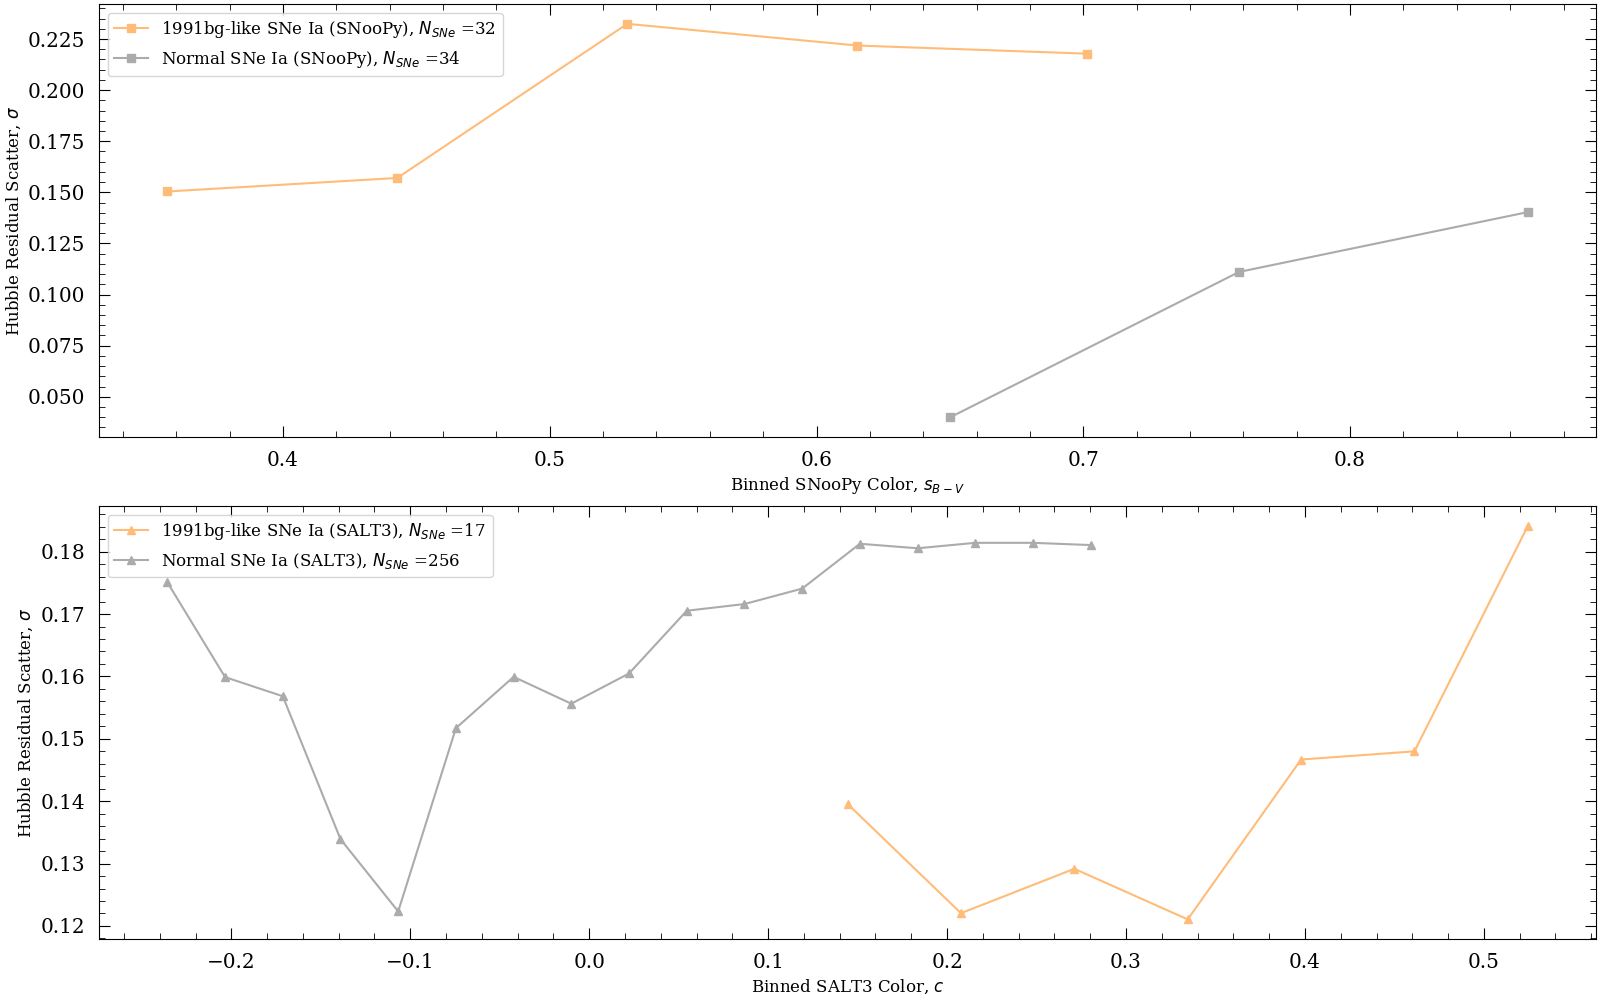 1991bg-like SNe Ia (SNooPy), N_SNe =32
Normal SNe Ia (SNooPy), N_SNe =34
Hubble Residual Scatter, σ
0.225
0.200
0.175
0.150
0.125
0.100
0.075
0.050
0.4 0.5 0.6 0.7 0.8
Binned SNooPy Color, s_B−V
1991bg-like SNe Ia (SALT3), N_SNe =17
Normal SNe Ia (SALT3), N_SNe =256
Hubble Residual Scatter, σ
0.18
0.17
0.16
0.15
0.14
0.13
0.12
−0.2 −0.1 0.0 0.1 0.2 0.3 0.4 0.5
Binned SALT3 Color, c